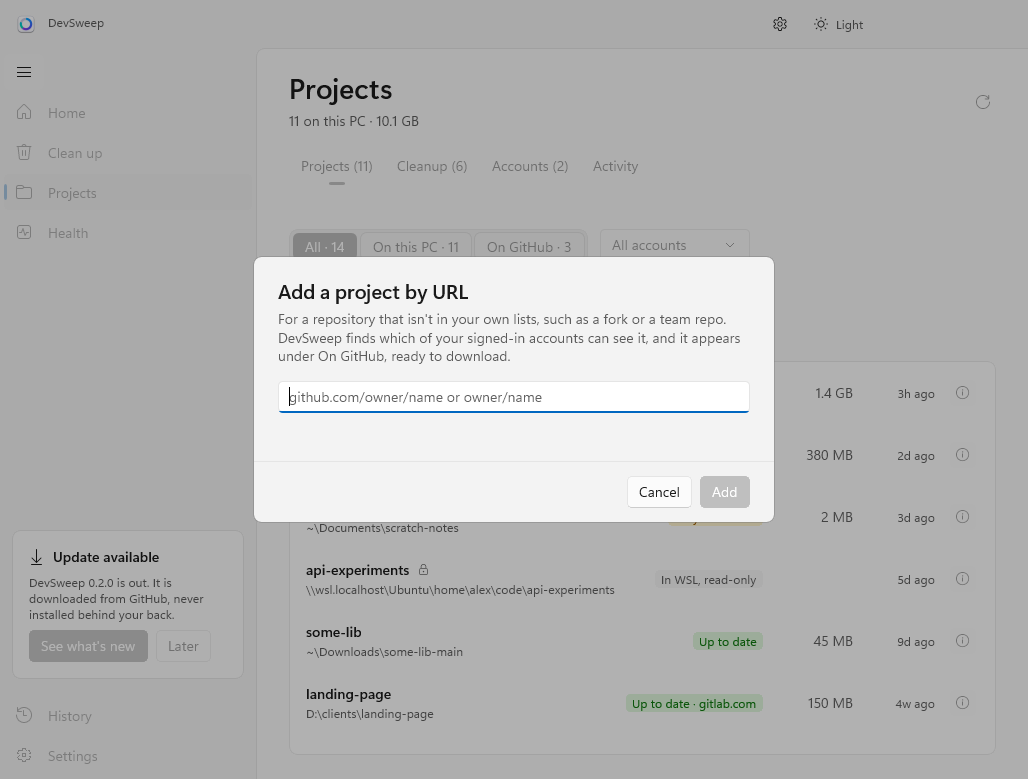 DevSweep
Light
Home
Clean up
Projects
Health
Projects
11 on this PC · 10.1 GB
Projects (11)
Cleanup (6)
Accounts (2)
Activity
All · 14
On this PC · 11
On GitHub · 3
All accounts
Add a project by URL
For a repository that isn't in your own lists, such as a fork or a team repo.
DevSweep finds which of your signed-in accounts can see it, and it appears
under On GitHub, ready to download.
github.com/owner/name or owner/name
Cancel
Add
1.4 GB
3h ago
380 MB
2d ago
2 MB
3d ago
~\Documents\scratch-notes
api-experiments
\\wsl.localhost\Ubuntu\home\alex\code\api-experiments
In WSL, read-only
5d ago
some-lib
~\Downloads\some-lib-main
Up to date
45 MB
9d ago
landing-page
D:\clients\landing-page
Up to date · gitlab.com
150 MB
4w ago
Update available
DevSweep 0.2.0 is out. It is
downloaded from GitHub, never
installed behind your back.
See what's new
Later
History
Settings